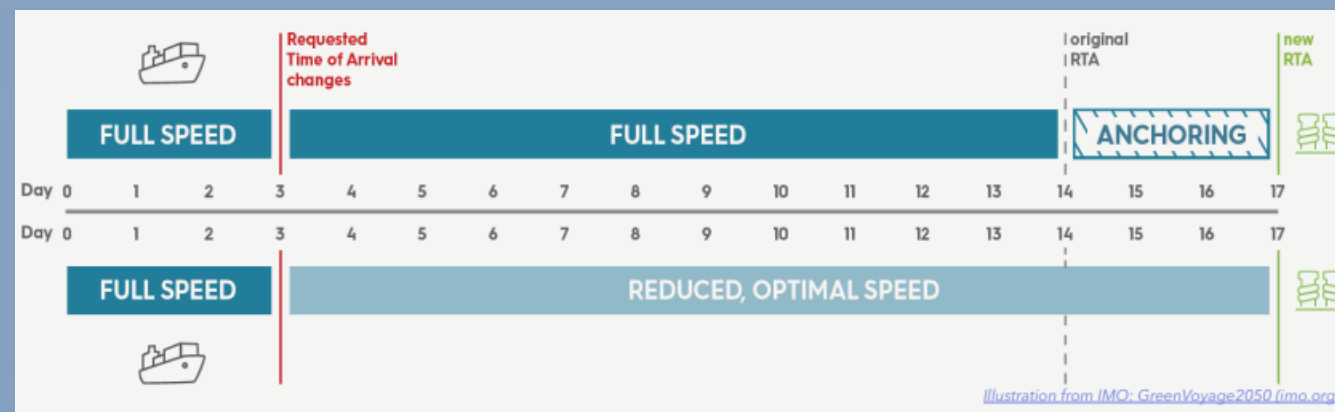 Requested
Time of Arrival
changes
original
RTA
new
RTA
FULL SPEED FULL SPEED ANCHORING
Day 0 1 2 3 4 5 6 7 8 9 10 11 12 13 14 15 16 17
Day 0 1 2 3 4 5 6 7 8 9 10 11 12 13 14 15 16 17
FULL SPEED REDUCED, OPTIMAL SPEED
Illustration from IMO: GreenVoyage2050 (imo.org